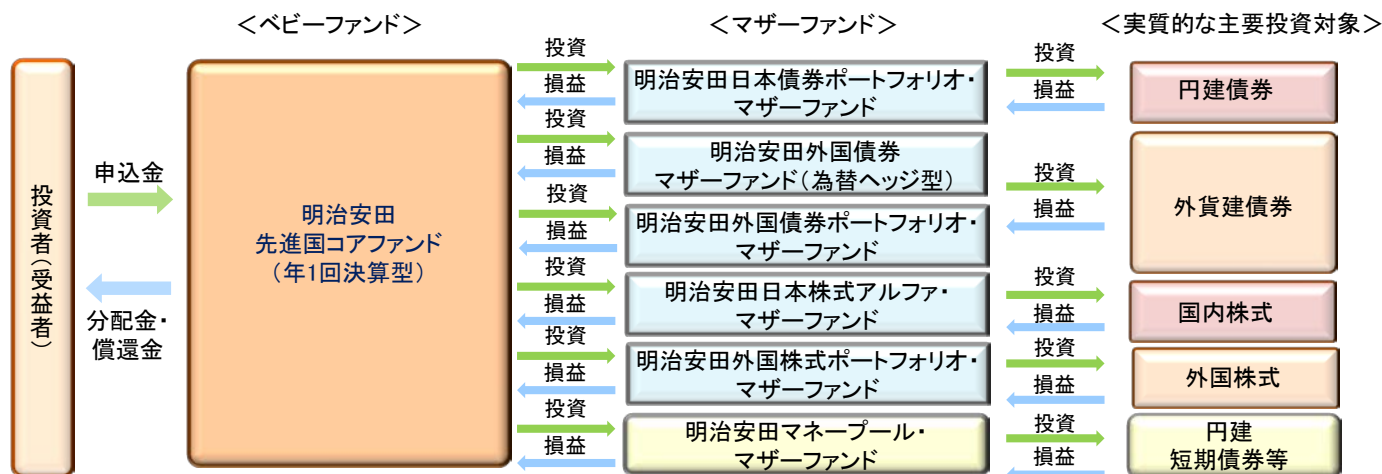 ＜ベビーファンド＞
＜マザーファンド＞
＜実質的な主要投資対象＞
投資者（受益者）
申込金
分配金・
償還金
明治安田
先進国コアファンド
（年1回決算型）
投資
損益
明治安田日本債券ポートフォリオ・
マザーファンド
投資
損益
円建債券
投資
損益
明治安田外国債券
マザーファンド（為替ヘッジ型）
投資
損益
明治安田外国債券ポートフォリオ・
マザーファンド
投資
損益
外貨建債券
投資
損益
明治安田日本株式アルファ・
マザーファンド
投資
損益
国内株式
投資
損益
明治安田外国株式ポートフォリオ・
マザーファンド
投資
損益
外国株式
投資
損益
明治安田マネープール・
マザーファンド
投資
損益
円建
短期債券等